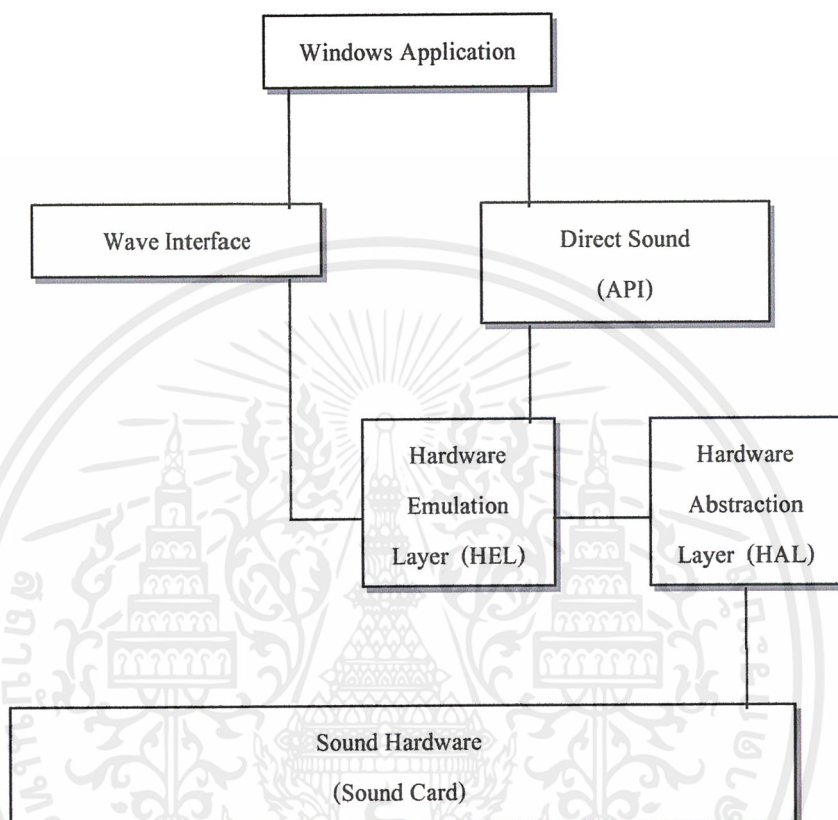 Windows Application
Wave Interface
Direct Sound
(API)
Hardware
Emulation
Layer (HEL)
Hardware
Abstraction
Layer (HAL)
Sound Hardware
(Sound Card)